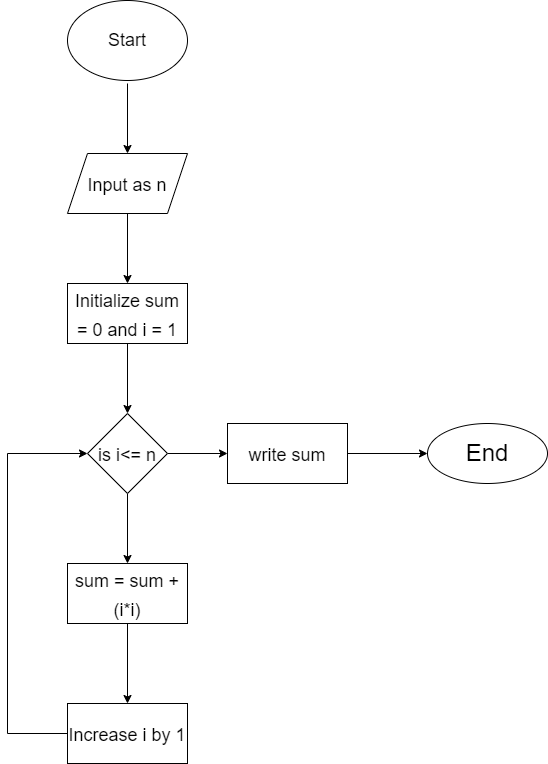 Start
Input as n
Initialize sum
= 0 and i = 1
is i<= n
write sum
End
sum = sum +
(i*i)
Increase i by 1